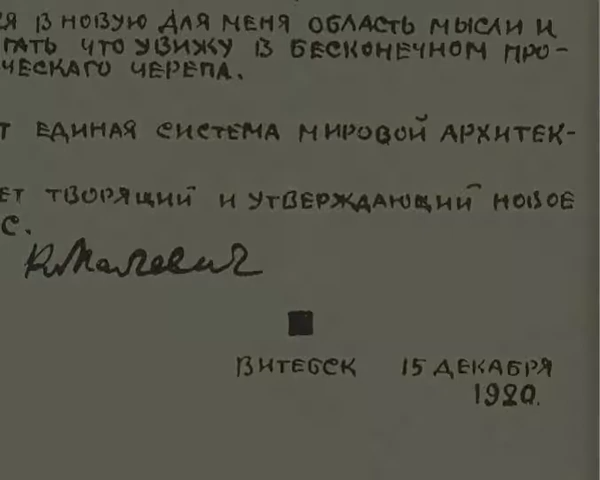 Я В НОВУЮ ДЛЯ МЕНЯ ОБЛАСТЬ МЫСЛИ И
ГАТЬ ЧТО УВИЖУ В БЕСКОНЕЧНОМ ПРО-
ЧЕСКАГО ЧЕРЕПА.
Т ЕДИНАЯ СИСТЕМА МИРОВОЙ АРХИТЕК-
ЕТ ТВОРЯЩИЙ И УТВЕРЖДАЮЩИЙ НОВОЕ
С.
К. Малевич
ВИТЕБСК 15 ДЕКАБРЯ
1920.